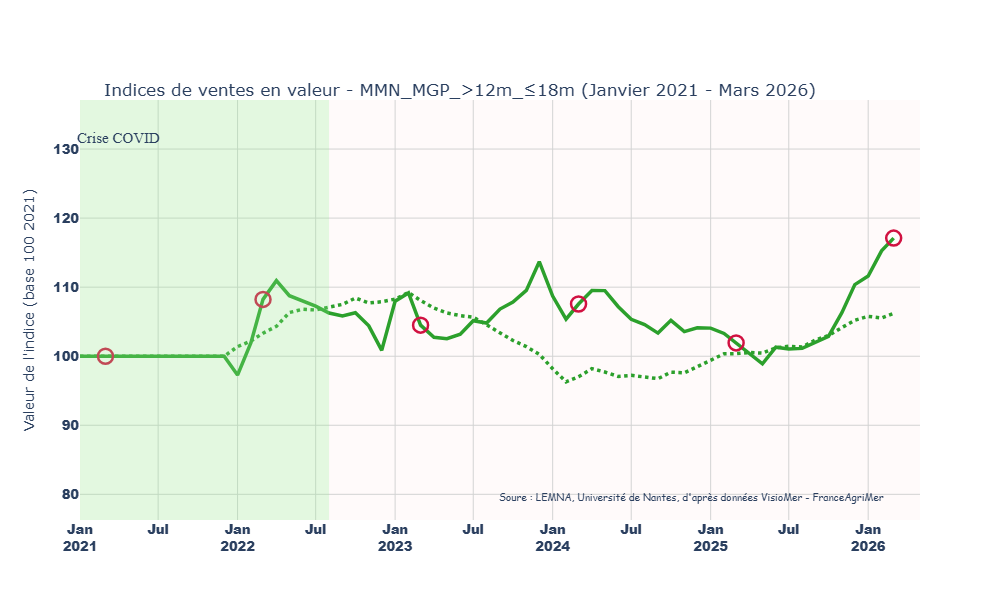 Indices de ventes en valeur - MMN_MGP_>12m_≤18m (Janvier 2021 - Mars 2026)
Crise COVID
Valeur de l'indice (base 100 2021)
130
120
110
100
90
80
Soure : LEMNA, Université de Nantes, d'après données VisioMer - FranceAgriMer
Jan Jul Jan Jul Jan Jul Jan Jul Jan Jul Jan
2021 2022 2023 2024 2025 2026